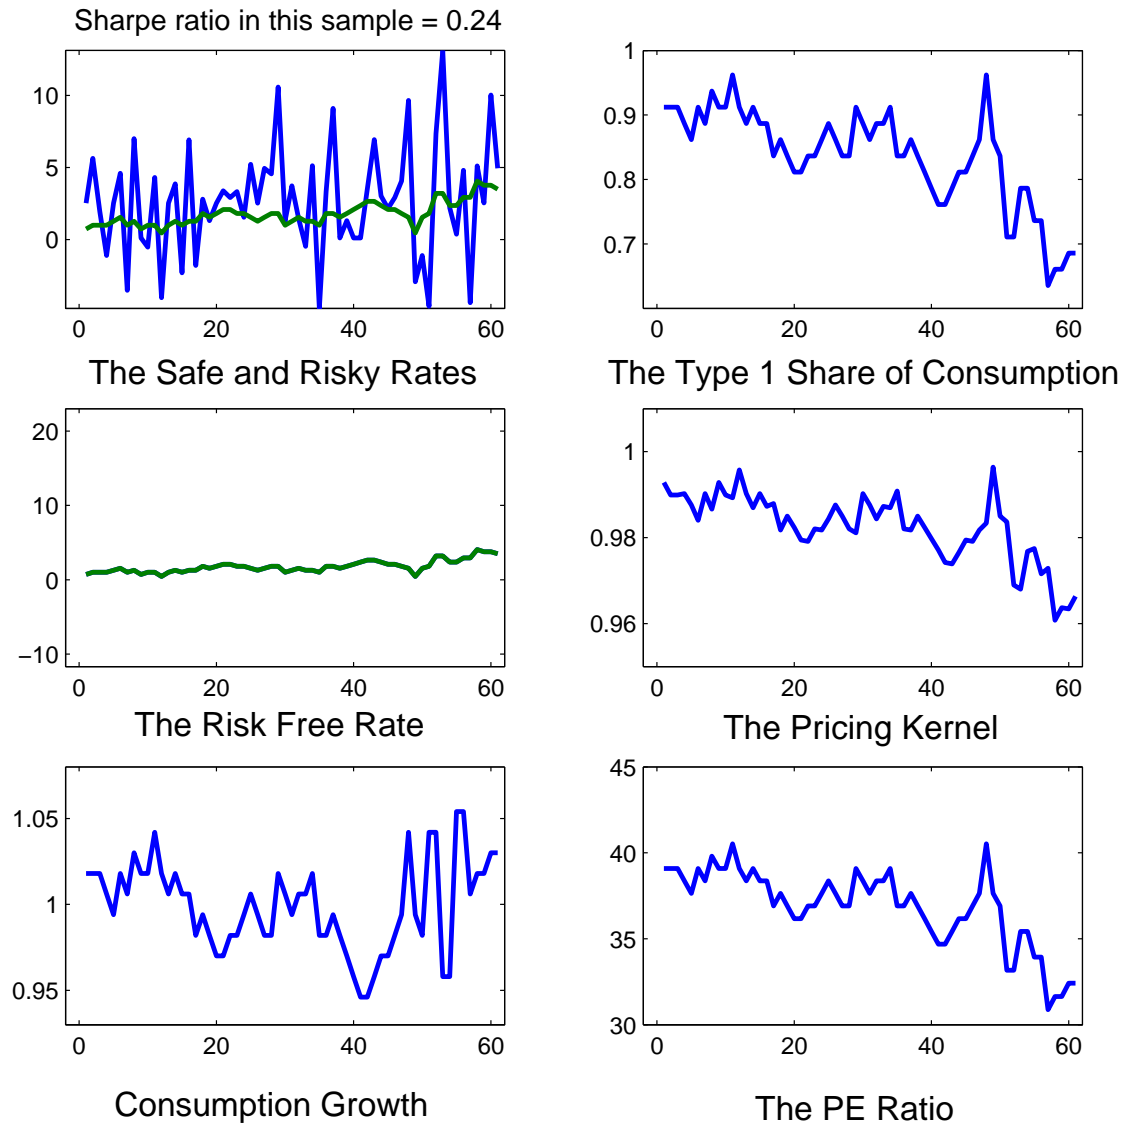 Sharpe ratio in this sample = 0.24
10
5
0
0 20 40 60
The Safe and Risky Rates
1
0.9
0.8
0.7
0 20 40 60
The Type 1 Share of Consumption
20
10
0
−10
0 20 40 60
The Risk Free Rate
1
0.98
0.96
0 20 40 60
The Pricing Kernel
1.05
1
0.95
0 20 40 60
Consumption Growth
45
40
35
30
0 20 40 60
The PE Ratio